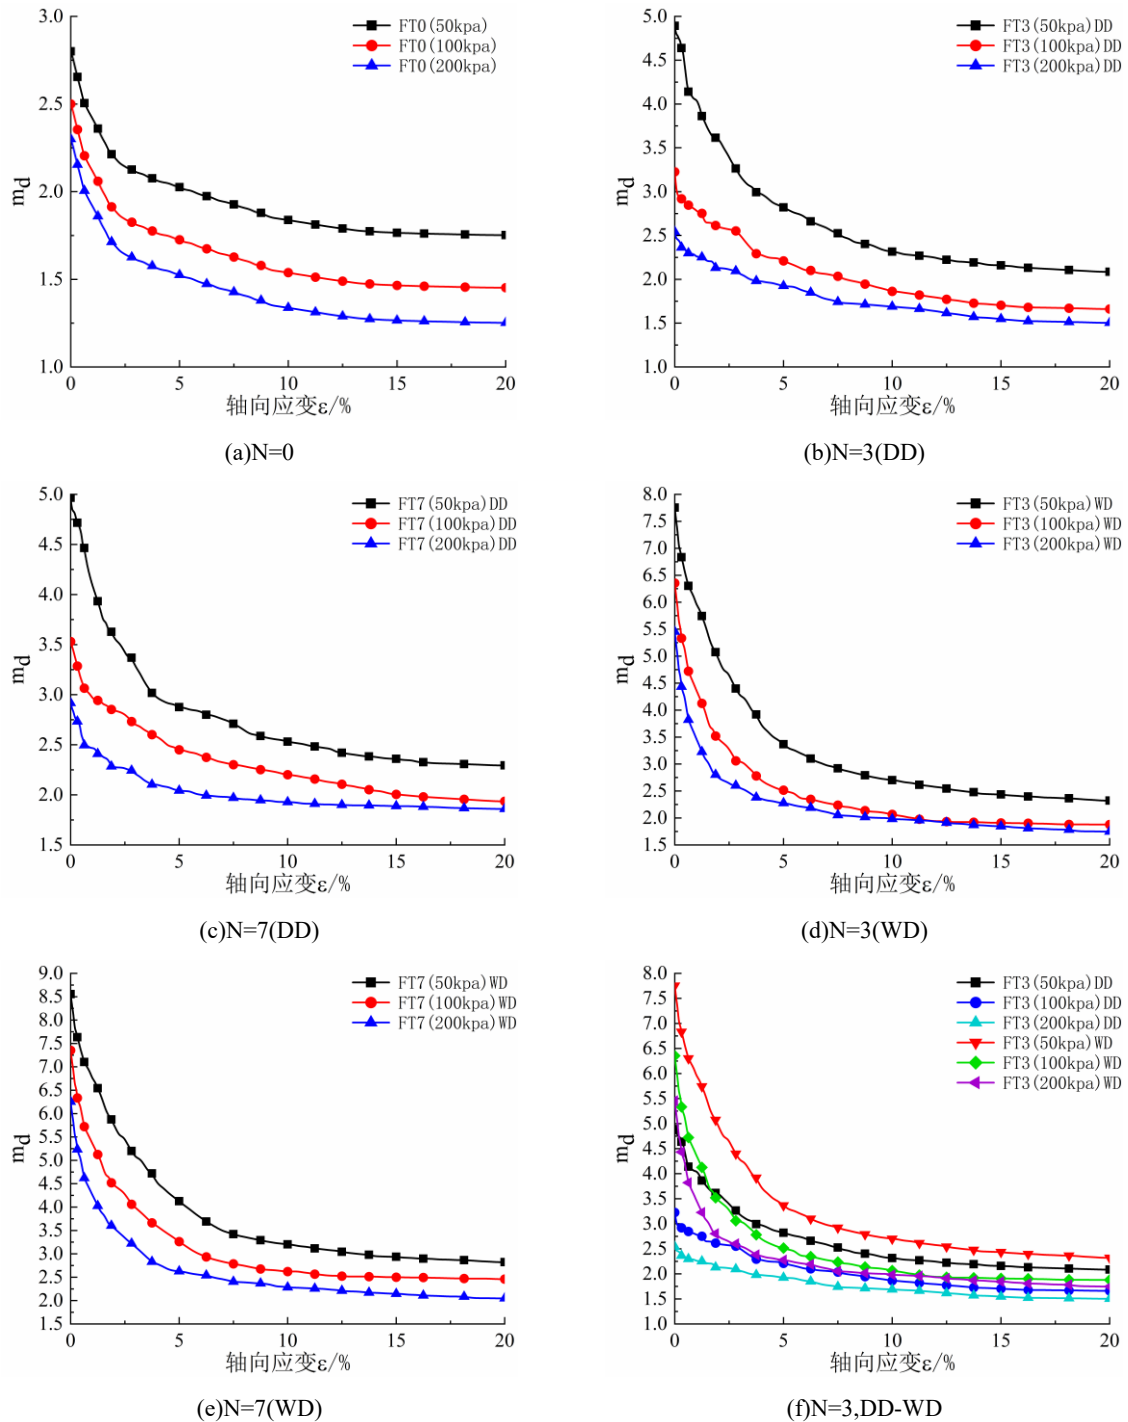 3.0
2.5
2.0
1.5
1.0
m_d
FT0(50kpa)
FT0(100kpa)
FT0(200kpa)
0 5 10 15 20
轴向应变ε/%
(a)N=0
5.0
4.5
4.0
3.5
3.0
2.5
2.0
1.5
1.0
m_d
FT3(50kpa)DD
FT3(100kpa)DD
FT3(200kpa)DD
0 5 10 15 20
轴向应变ε/%
(b)N=3(DD)
5.0
4.5
4.0
3.5
3.0
2.5
2.0
1.5
m_d
FT7(50kpa)DD
FT7(100kpa)DD
FT7(200kpa)DD
0 5 10 15 20
轴向应变ε/%
(c)N=7(DD)
8.0
7.5
7.0
6.5
6.0
5.5
5.0
4.5
4.0
3.5
3.0
2.5
2.0
1.5
m_d
FT3(50kpa)WD
FT3(100kpa)WD
FT3(200kpa)WD
0 5 10 15 20
轴向应变ε/%
(d)N=3(WD)
9.0
8.5
8.0
7.5
7.0
6.5
6.0
5.5
5.0
4.5
4.0
3.5
3.0
2.5
2.0
1.5
m_d
FT7(50kpa)WD
FT7(100kpa)WD
FT7(200kpa)WD
0 5 10 15 20
轴向应变ε/%
(e)N=7(WD)
8.0
7.5
7.0
6.5
6.0
5.5
5.0
4.5
4.0
3.5
3.0
2.5
2.0
1.5
1.0
m_d
FT3(50kpa)DD
FT3(100kpa)DD
FT3(200kpa)DD
FT3(50kpa)WD
FT3(100kpa)WD
FT3(200kpa)WD
0 5 10 15 20
轴向应变ε/%
(f)N=3,DD-WD